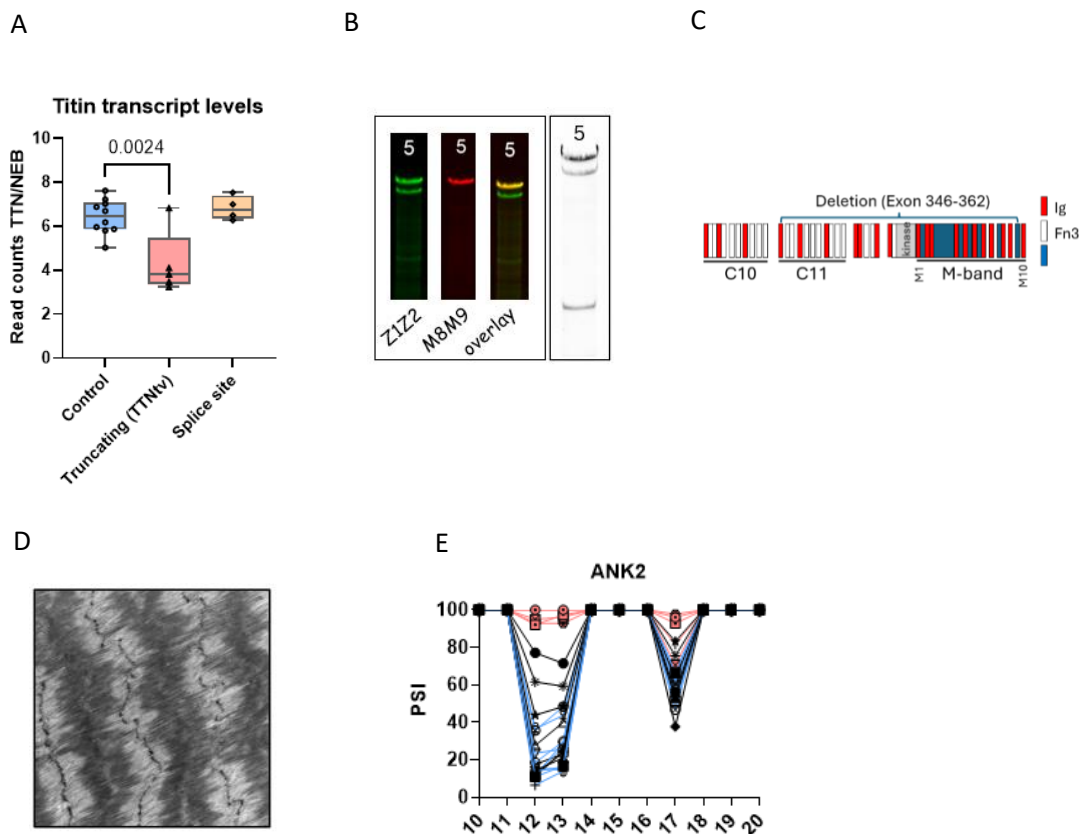 A
B
C
Titin transcript levels
0.0024
10
8
6
4
2
0
Read counts TTN/NEB
Control
Truncating (TTNtv)
Splice site
5
5
5
Z1Z2
M8M9
overlay
5
Deletion (Exon 346-362)
Ig
Fn3
kinase
C10
C11
M1
M-band
M10
D
E
ANK2
100
80
60
40
20
0
PSI
10
11
12
13
14
15
16
17
18
19
20